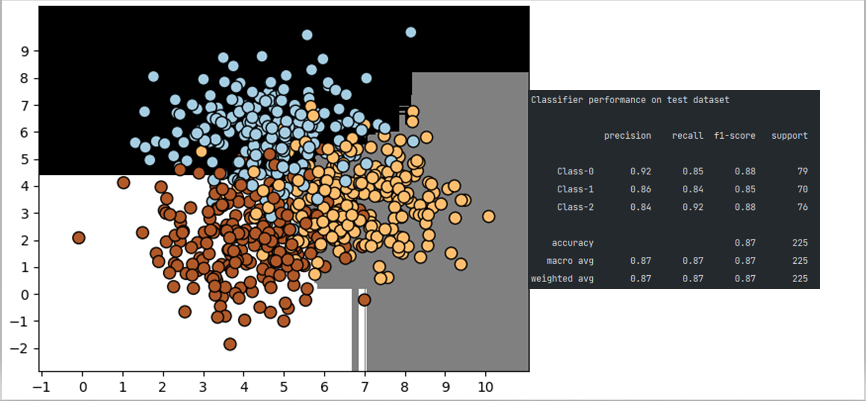 9
8
7
6
5
4
3
2
1
0
−1
−2
−1 0 1 2 3 4 5 6 7 8 9 10
Classifier performance on test dataset
precision recall f1-score support
Class-0 0.92 0.85 0.88 79
Class-1 0.86 0.84 0.85 70
Class-2 0.84 0.92 0.88 76
accuracy 0.87 225
macro avg 0.87 0.87 0.87 225
weighted avg 0.87 0.87 0.87 225